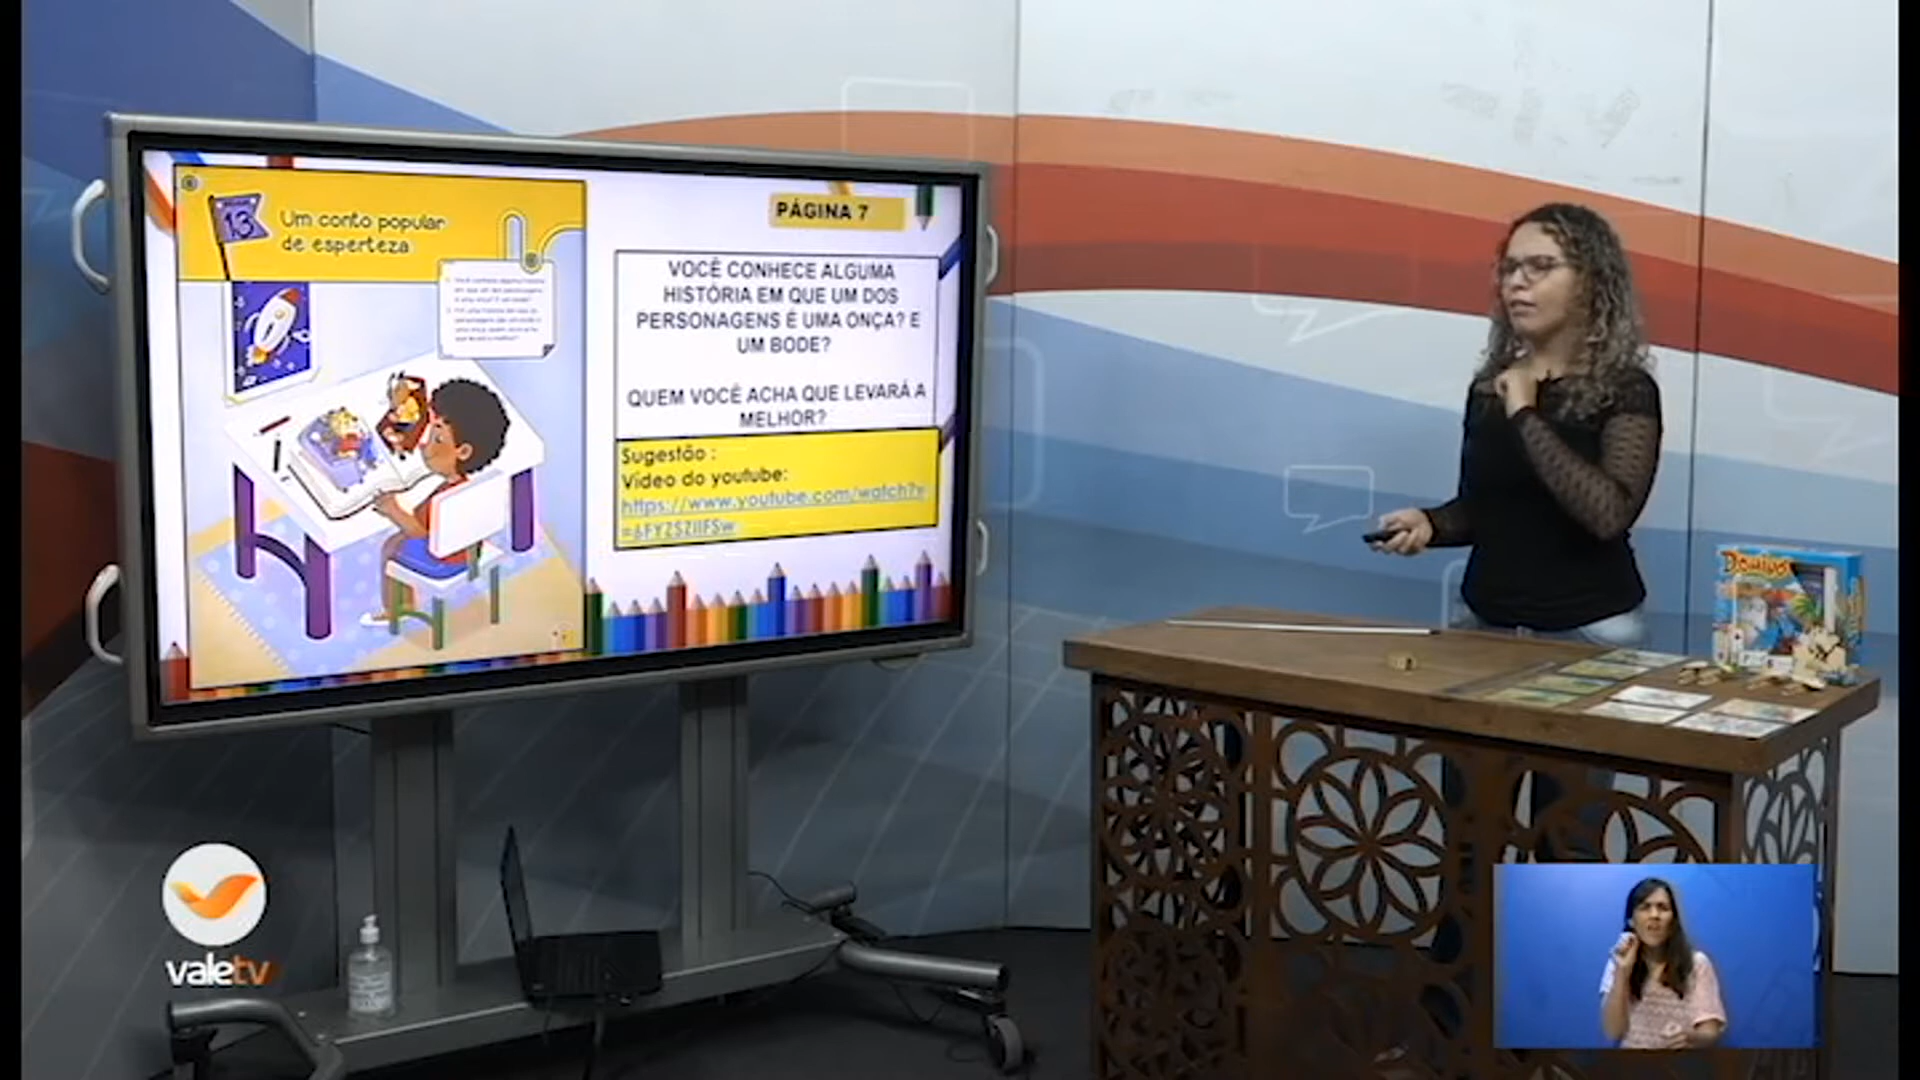 13
Um conto popular
de esperteza
PÁGINA 7
VOCÊ CONHECE ALGUMA
HISTÓRIA EM QUE UM DOS
PERSONAGENS É UMA ONÇA? E
UM BODE?
QUEM VOCÊ ACHA QUE LEVARÁ A
MELHOR?
Sugestão :
Vídeo do youtube:
https://www.youtube.com/watch?v
Dominó
valetv